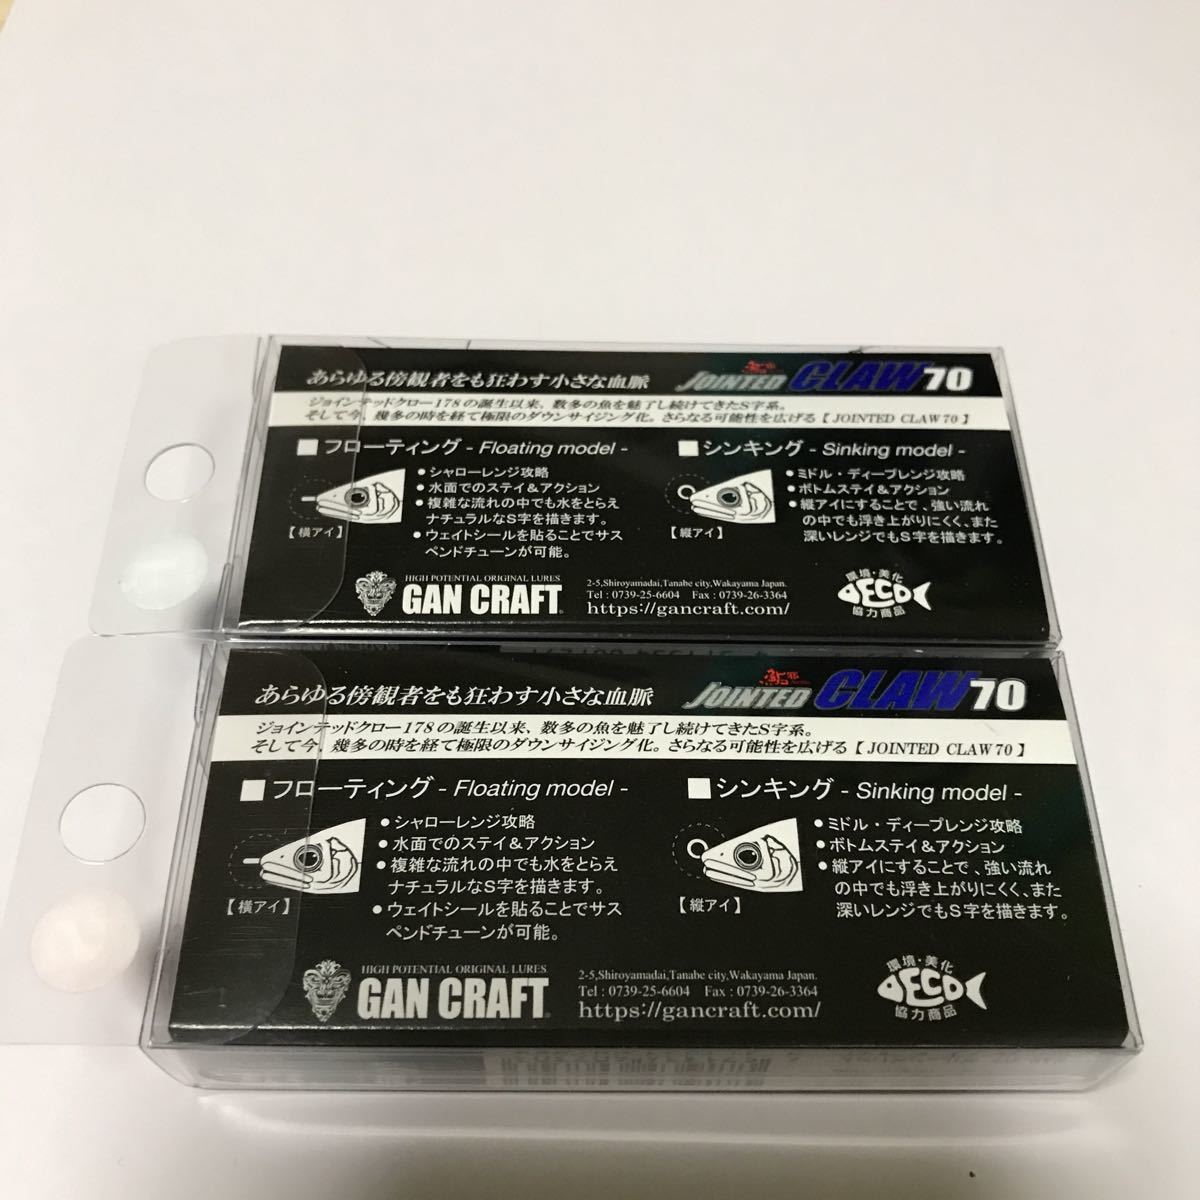 あらゆる傍観者をも狂わす小さな血脈
JOINTED CLAW 70
ジョインテッドクロー178の誕生以来、数多の魚を魅了し続けてきたS字系。
そして今、幾多の時を経て極限のダウンサイジング化。さらなる可能性を広げる【JOINTED CLAW70】
■フローティング - Floating model -
●シャローレンジ攻略
●水面でのステイ&アクション
●複雑な流れの中でも水をとらえ
ナチュラルなS字を描きます。
●ウェイトシールを貼ることでサス
ペンドチューンが可能。
【横アイ】
■シンキング - Sinking model -
●ミドル・ディープレンジ攻略
●ボトムステイ&アクション
●縦アイにすることで、強い流れ
の中でも浮き上がりにくく、また
深いレンジでもS字を描きます。
【縦アイ】
HIGH POTENTIAL ORIGINAL LURES
GAN CRAFT
2-5,Shiroyamadai,Tanabe city,Wakayama Japan.
Tel : 0739-25-6604 Fax : 0739-26-3364
https://gancraft.com/
環境・美化
ECO
協力商品
あらゆる傍観者をも狂わす小さな血脈
鮎邪
JOINTED CLAW 70
ジョインテッドクロー178の誕生以来、数多の魚を魅了し続けてきたS字系。
そして今、幾多の時を経て極限のダウンサイジング化。さらなる可能性を広げる【JOINTED CLAW70】
■フローティング - Floating model -
●シャローレンジ攻略
●水面でのステイ&アクション
●複雑な流れの中でも水をとらえ
ナチュラルなS字を描きます。
●ウェイトシールを貼ることでサス
ペンドチューンが可能。
【横アイ】
■シンキング - Sinking model -
●ミドル・ディープレンジ攻略
●ボトムステイ&アクション
●縦アイにすることで、強い流れ
の中でも浮き上がりにくく、また
深いレンジでもS字を描きます。
【縦アイ】
HIGH POTENTIAL ORIGINAL LURES
GAN CRAFT
2-5,Shiroyamadai,Tanabe city,Wakayama Japan.
Tel : 0739-25-6604 Fax : 0739-26-3364
https://gancraft.com/
環境・美化
ECO
協力商品